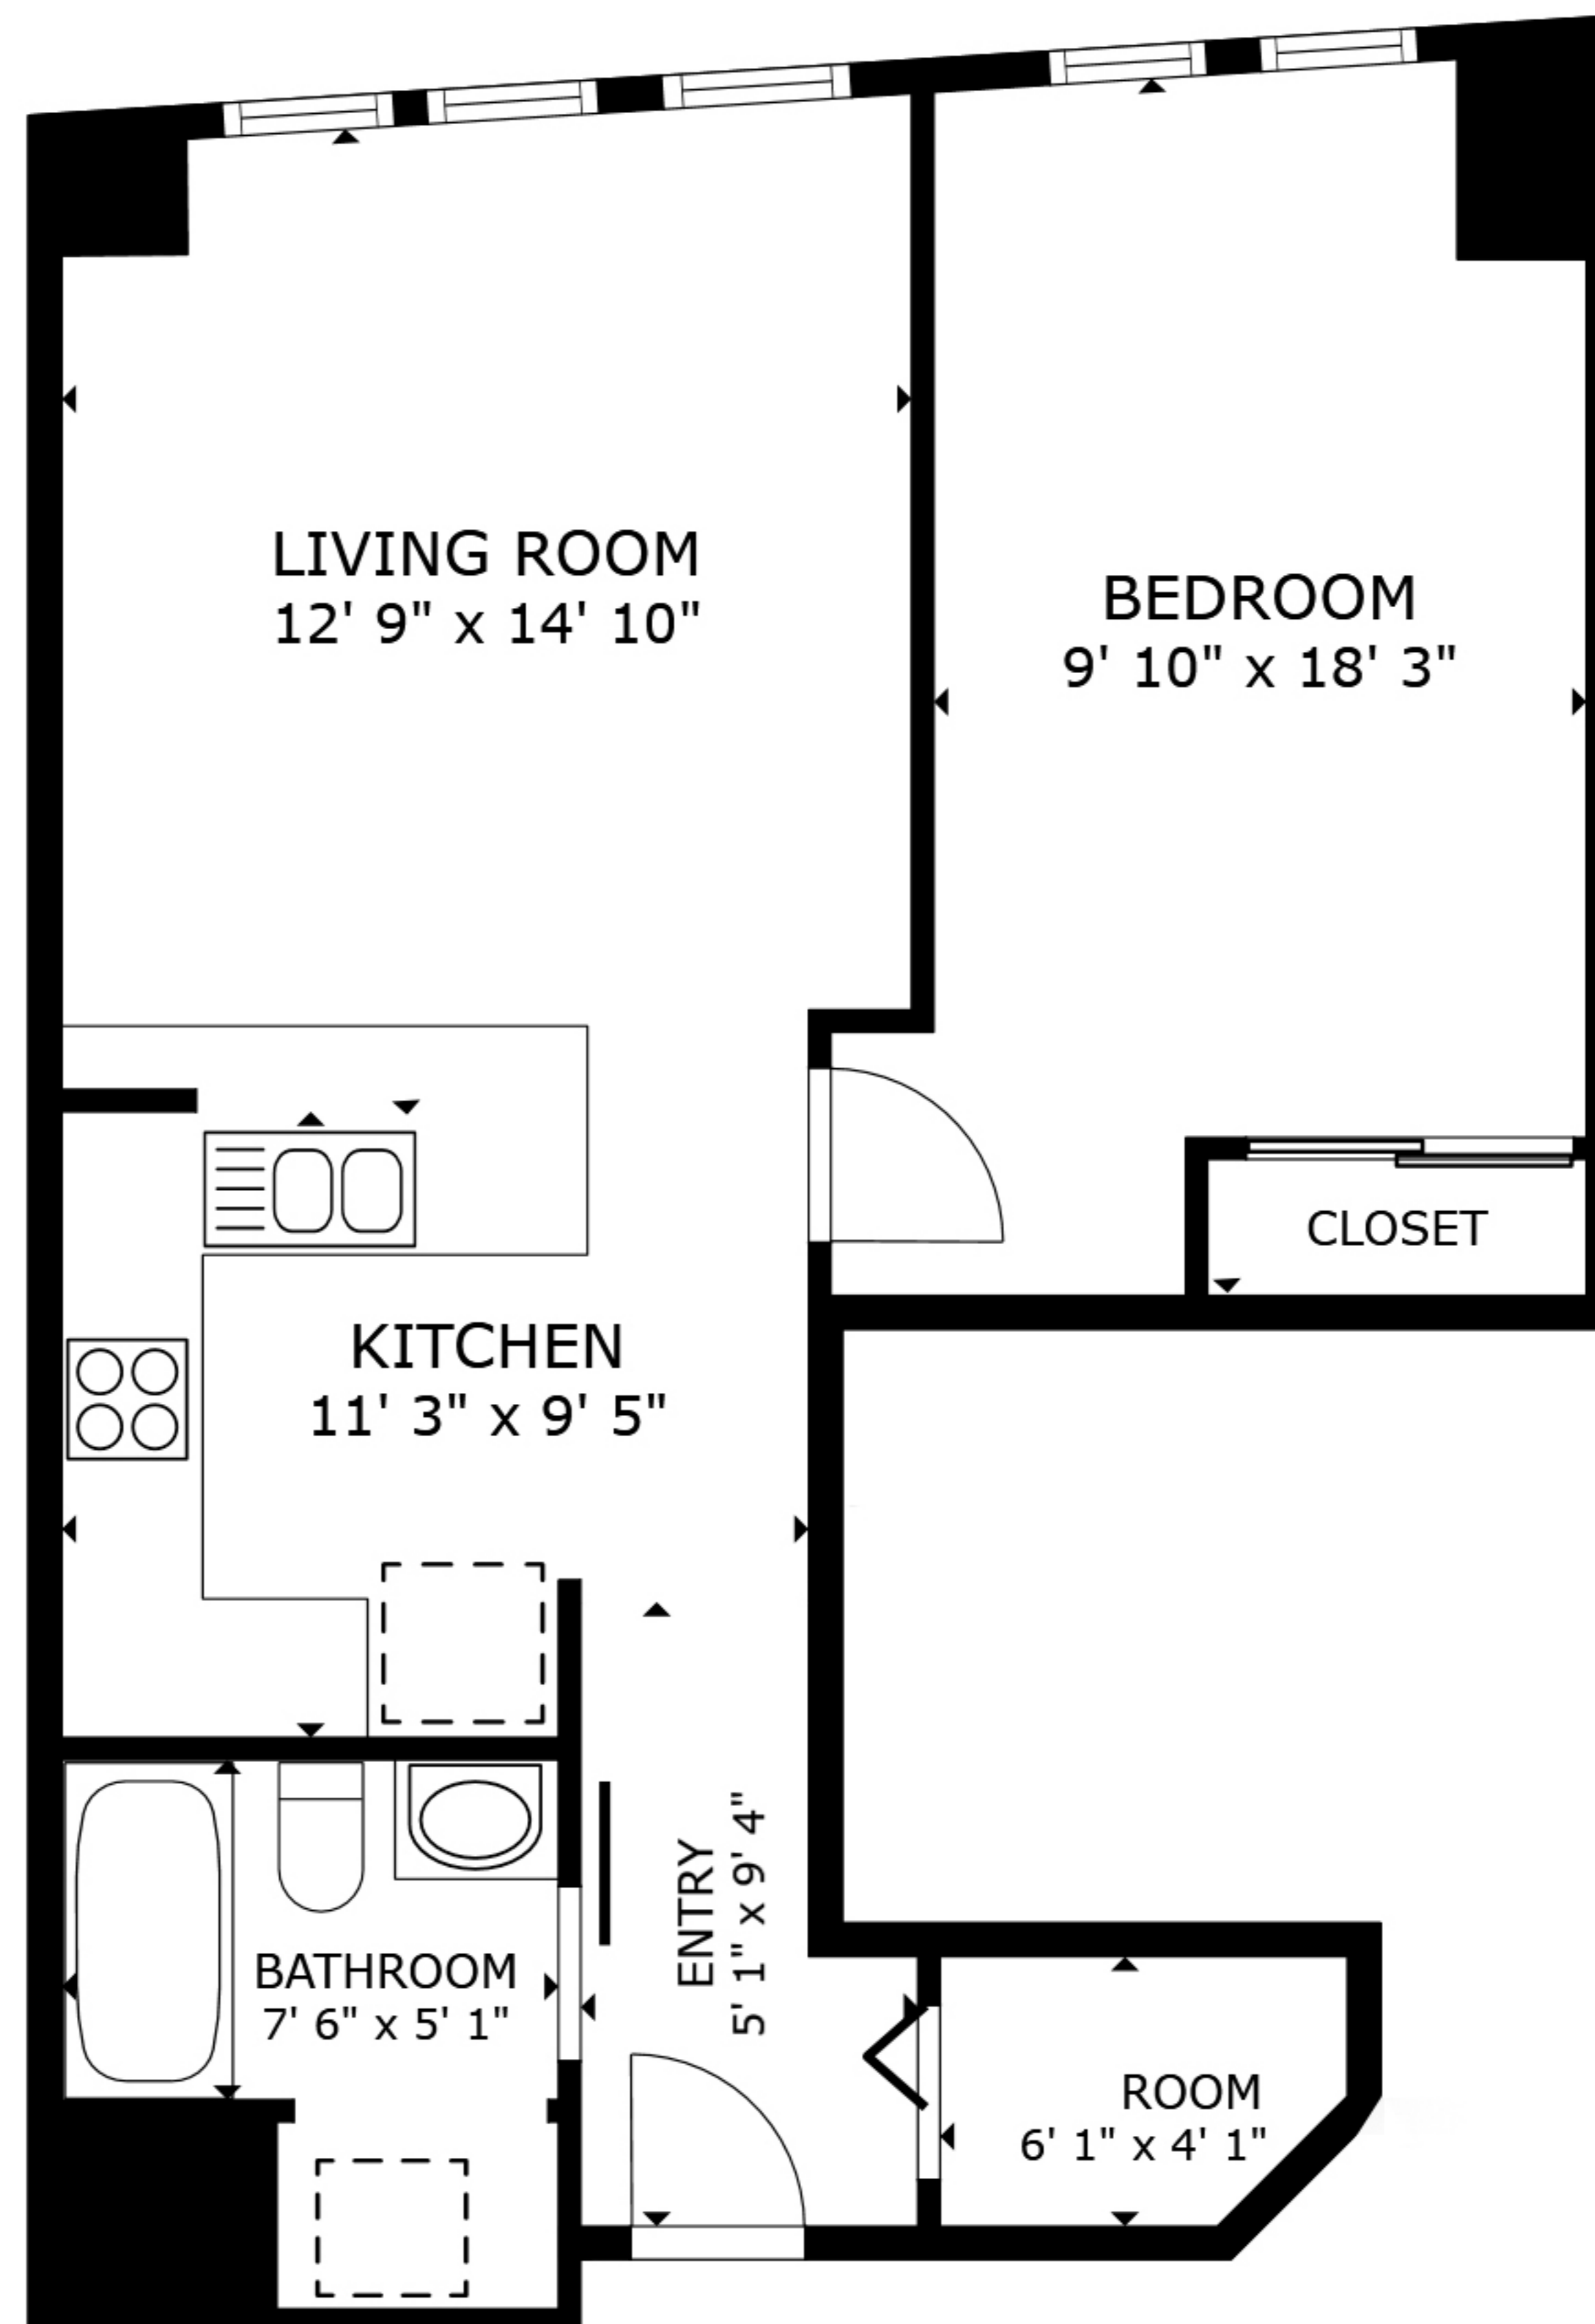 LIVING ROOM
12' 9" x 14' 10"
BEDROOM
9' 10" x 18' 3"
CLOSET
KITCHEN
11' 3" x 9' 5"
ENTRY
5' 1" x 9' 4"
BATHROOM
7' 6" x 5' 1"
ROOM
6' 1" x 4' 1"